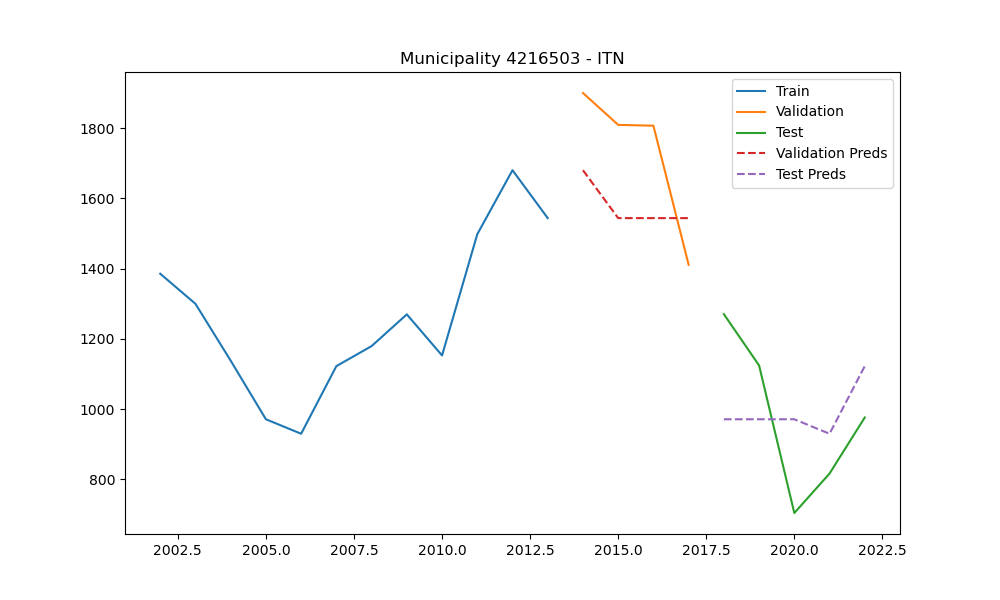 Municipality 4216503 - ITN
Train
Validation
Test
Validation Preds
Test Preds
1800
1600
1400
1200
1000
800
2002.5 2005.0 2007.5 2010.0 2012.5 2015.0 2017.5 2020.0 2022.5